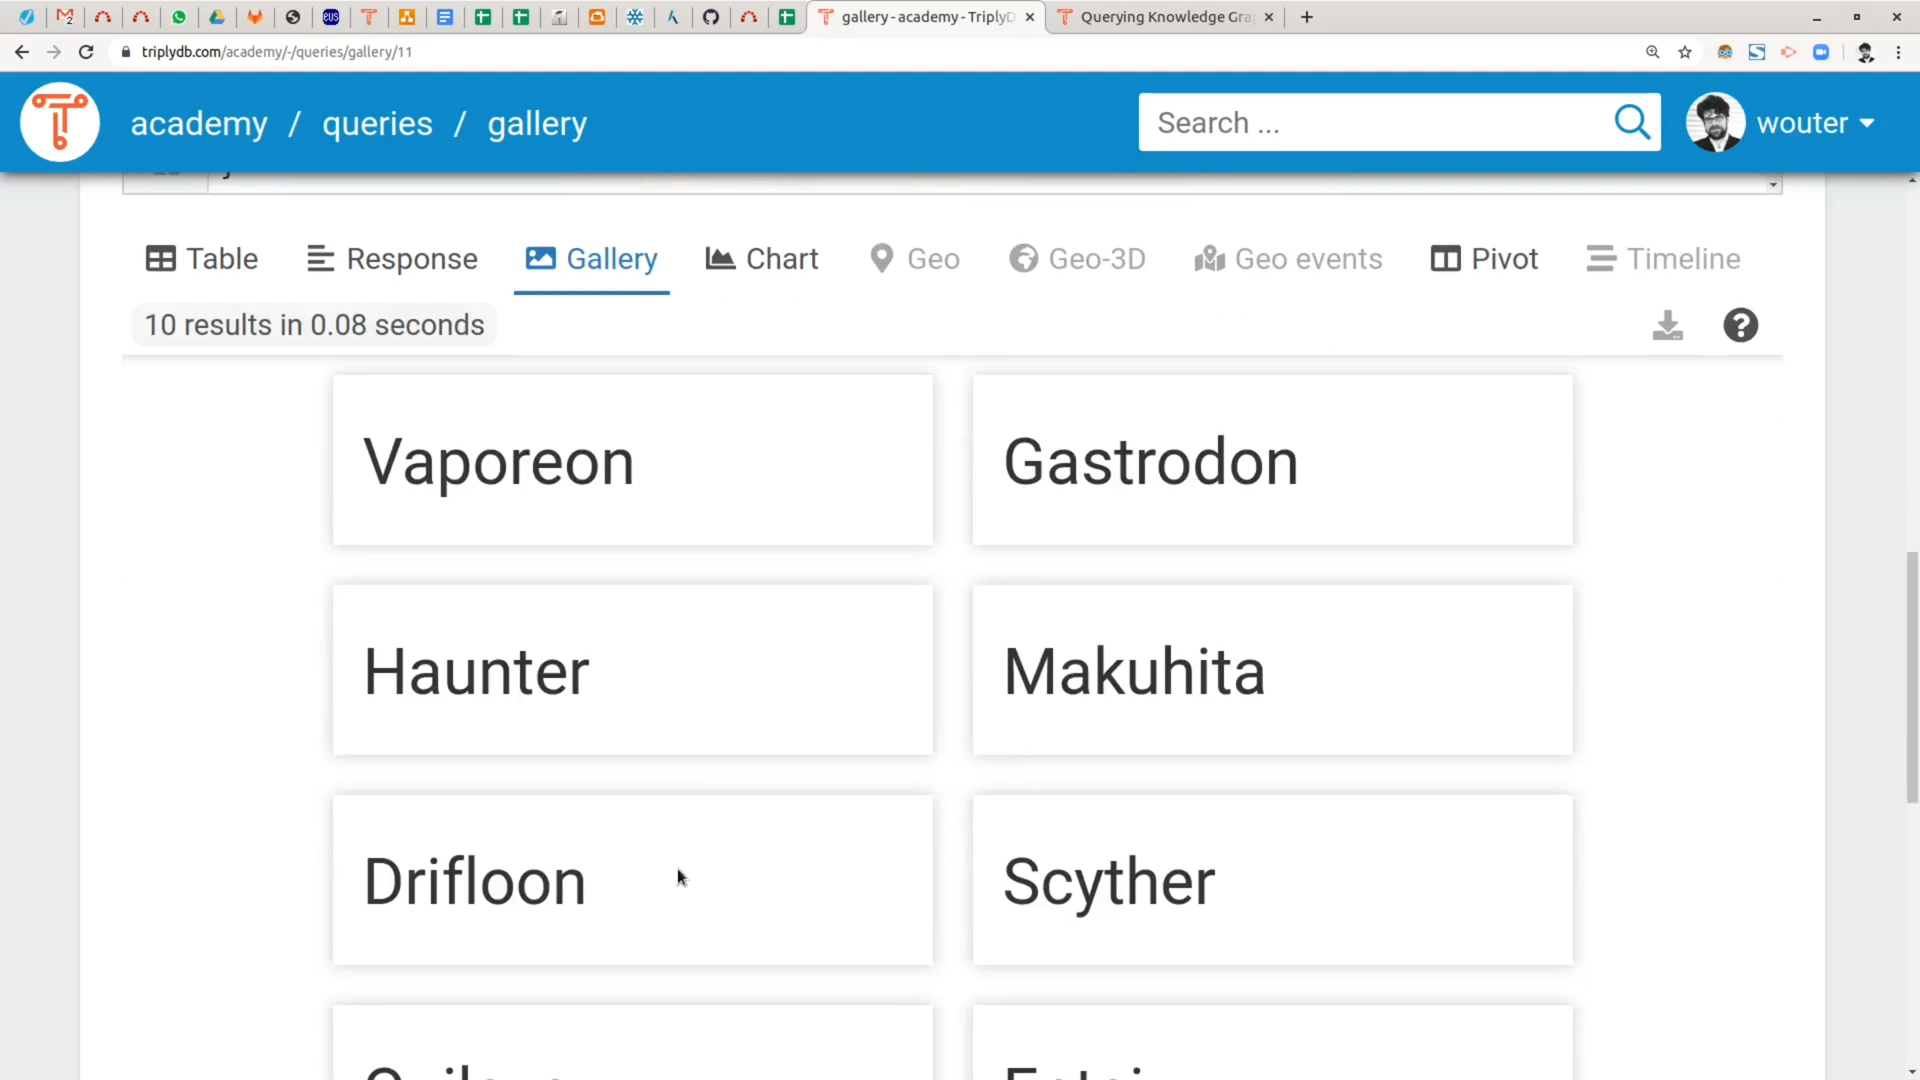 gallery - academy - TriplyD
Querying Knowledge Gra
triplydb.com/academy/-/queries/gallery/11
academy / queries / gallery
Search ...
wouter
Table
Response
Gallery
Chart
Geo
Geo-3D
Geo events
Pivot
Timeline
10 results in 0.08 seconds
?
Vaporeon
Gastrodon
Haunter
Makuhita
Drifloon
Scyther